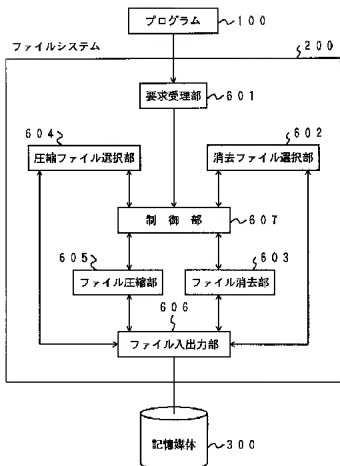 プログラム
100
ファイルシステム
200
要求受理部
601
604
602
圧縮ファイル選択部
消去ファイル選択部
制 御 部
607
605
603
ファイル圧縮部
ファイル消去部
606
ファイル入出力部
記憶媒体
300